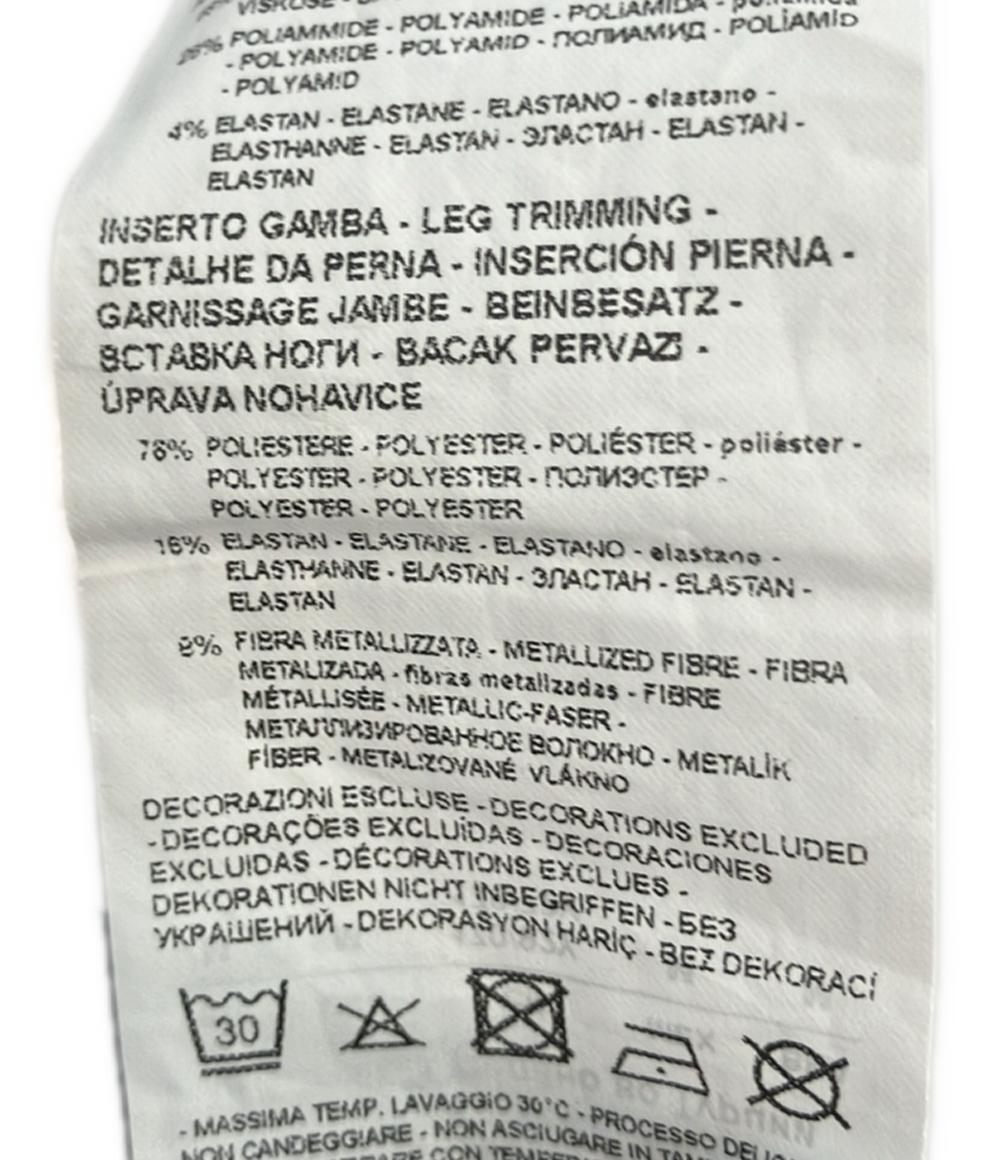 VISKOSE -
POLIAMMIDE - POLYAMIDE - POLIAMIDA -
- POLYAMIDE - POLYAMID - ПОЛИАМИД - POLİAMİD
- POLYAMID
4% ELASTAN - ELASTANE - ELASTANO - elastano -
ELASTHANNE - ELASTAN - ЭЛАСТАН - ELASTAN -
ELASTAN
INSERTO GAMBA - LEG TRIMMING -
DETALHE DA PERNA - INSERCIÓN PIERNA -
GARNISSAGE JAMBE - BEINBESATZ -
ВСТАВКА НОГИ - BACAK PERVAZI -
ÚPRAVA NOHAVICE
76% POLIESTERE - POLYESTER - POLIÉSTER - poliéster -
POLYESTER - POLYESTER - ПОЛИЭСТЕР -
POLYESTER - POLYESTER
16% ELASTAN - ELASTANE - ELASTANO - elastano -
ELASTHANNE - ELASTAN - ЭЛАСТАН - ELASTAN -
ELASTAN
8% FIBRA METALLIZZATA - METALLIZED FIBRE - FIBRA
METALIZADA - fibras metalizadas - FIBRE
MÉTALLISÉE - METALLIC-FASER -
МЕТАЛЛИЗИРОВАННОЕ ВОЛОКНО - METALİK
FİBER - METALIZOVANÉ VLÁKNO
DECORAZIONI ESCLUSE - DECORATIONS EXCLUDED
- DECORAÇÕES EXCLUÍDAS - DECORACIONES
EXCLUIDAS - DÉCORATIONS EXCLUES -
DEKORATIONEN NICHT INBEGRIFFEN - БЕЗ
УКРАШЕНИЙ - DEKORASYON HARİÇ - BEZ DEKORACÍ
30
- MASSIMA TEMP. LAVAGGIO 30°C - PROCESSO
NON CANDEGGIARE - NON ASCIUGARE IN
CON